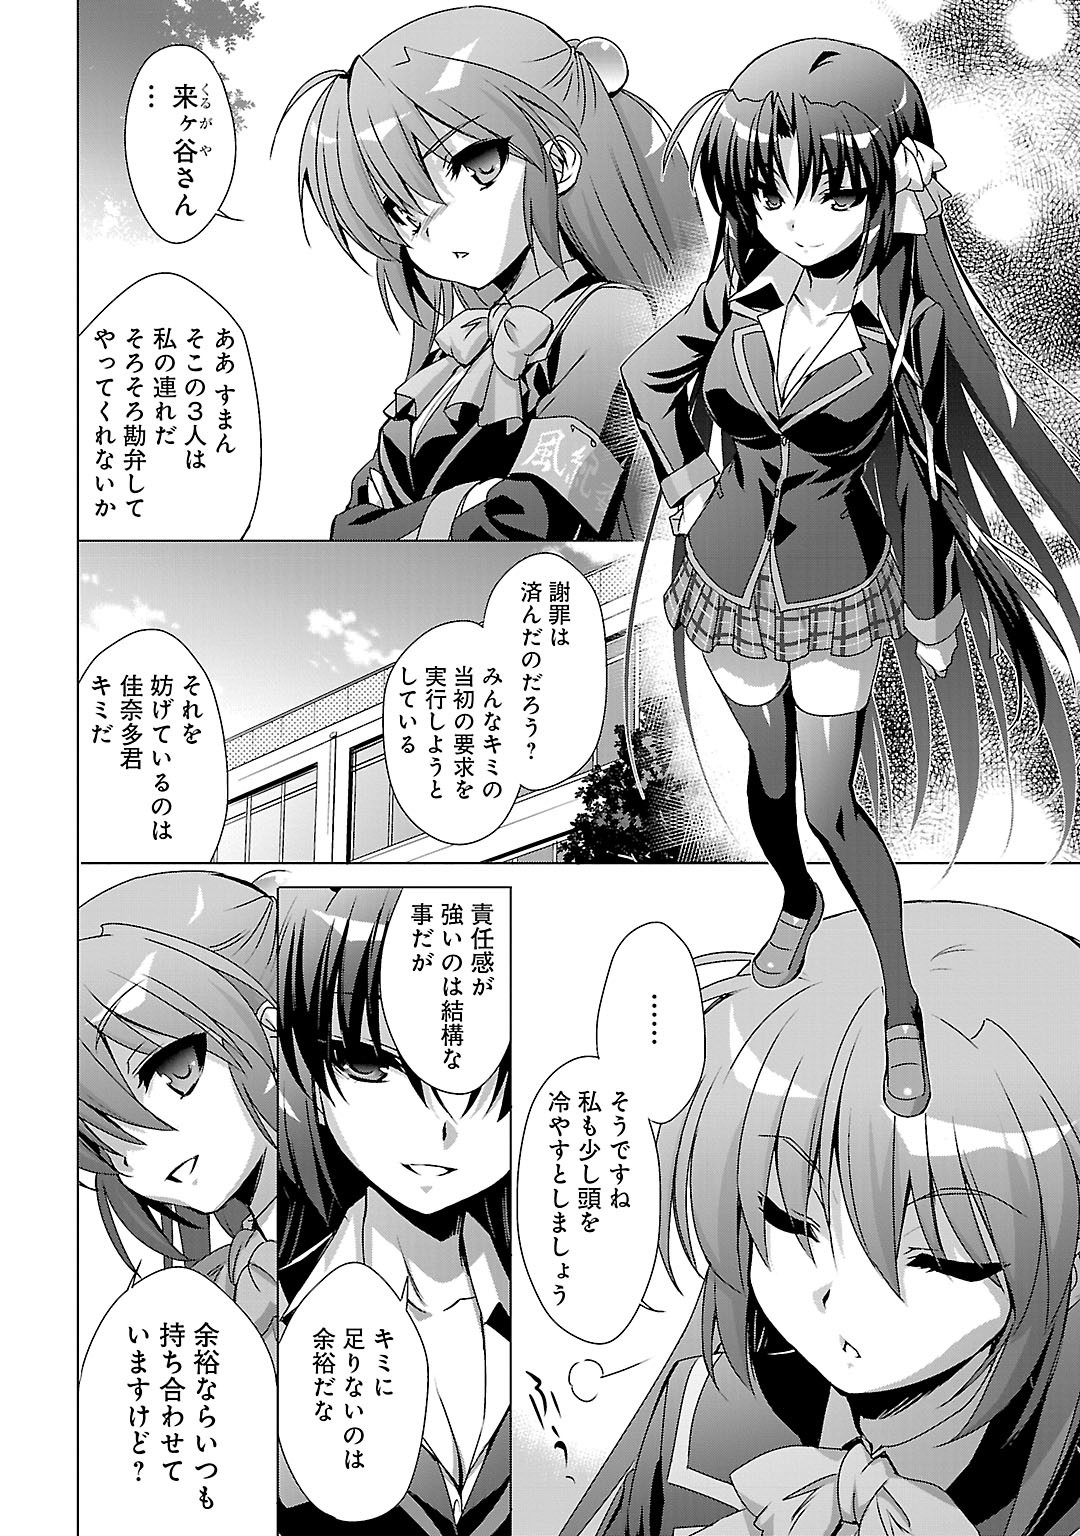 来ヶ谷さん
くるがや
…
ああ すまん
そこの3人は
私の連れだ
そろそろ勘弁して
やってくれないか
風紀
謝罪は
済んだのだろう？
みんなキミの
当初の要求を
実行しようと
している
それを
妨げているのは
佳奈多君
キミだ
……
そうですね
私も少し頭を
冷やすとしましょう
ふぅ
責任感が
強いのは結構な
事だが
キミに
足りないのは
余裕だな
余裕ならいつも
持ち合わせて
いますけど？